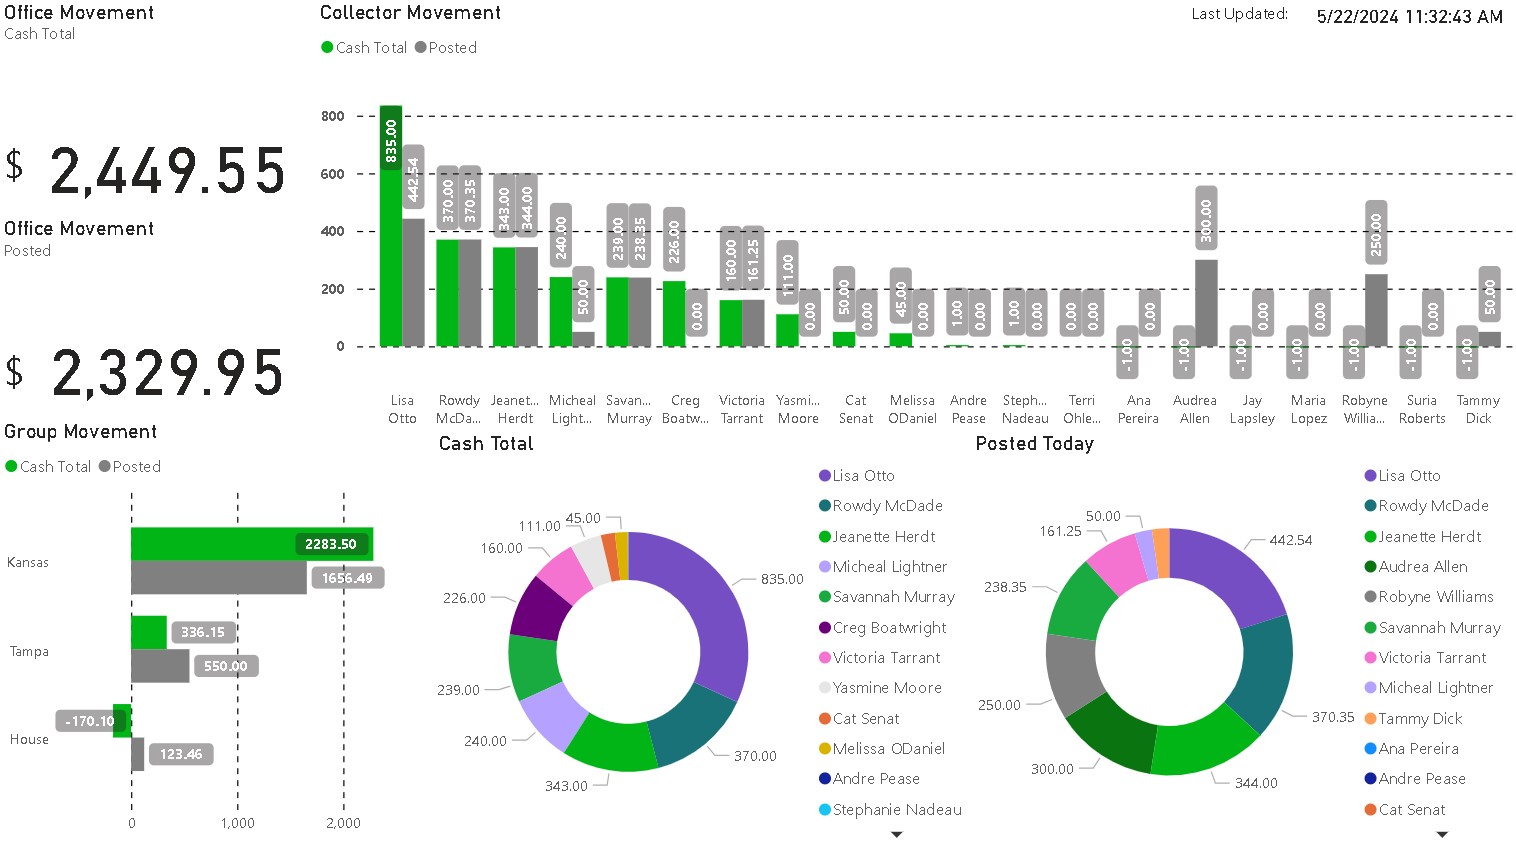 Office Movement
Cash Total
$ 2,449.55
Office Movement
Posted
$ 2,329.95
Collector Movement
Cash Total Posted
Last Updated: 5/22/2024 11:32:43 AM
800
600
400
200
0
835.00 442.54 370.00 370.35 343.00 344.00 240.00 50.00 239.00 238.35 226.00 0.00 160.00 161.25 111.00 0.00 50.00 0.00 45.00 0.00 1.00 0.00 1.00 0.00 0.00 0.00 -1.00 0.00 -1.00 300.00 -1.00 0.00 -1.00 0.00 -1.00 250.00 -1.00 0.00 -1.00 50.00
Lisa Rowdy Jeanet... Micheal Savan... Creg Victoria Yasmi... Cat Melissa Andre Steph... Terri Ana Audrea Jay Maria Robyne Suria Tammy
Otto McDa... Herdt Light... Murray Boatw... Tarrant Moore Senat ODaniel Pease Nadeau Ohle... Pereira Allen Lapsley Lopez Willia... Roberts Dick
Group Movement
Cash Total Posted
Kansas
2283.50
1656.49
Tampa
336.15
550.00
House
-170.10
123.46
0 1,000 2,000
Cash Total
835.00
370.00
343.00
240.00
239.00
226.00
160.00
111.00
45.00
Lisa Otto
Rowdy McDade
Jeanette Herdt
Micheal Lightner
Savannah Murray
Creg Boatwright
Victoria Tarrant
Yasmine Moore
Cat Senat
Melissa ODaniel
Andre Pease
Stephanie Nadeau
Posted Today
442.54
370.35
344.00
300.00
250.00
238.35
161.25
50.00
Lisa Otto
Rowdy McDade
Jeanette Herdt
Audrea Allen
Robyne Williams
Savannah Murray
Victoria Tarrant
Micheal Lightner
Tammy Dick
Ana Pereira
Andre Pease
Cat Senat